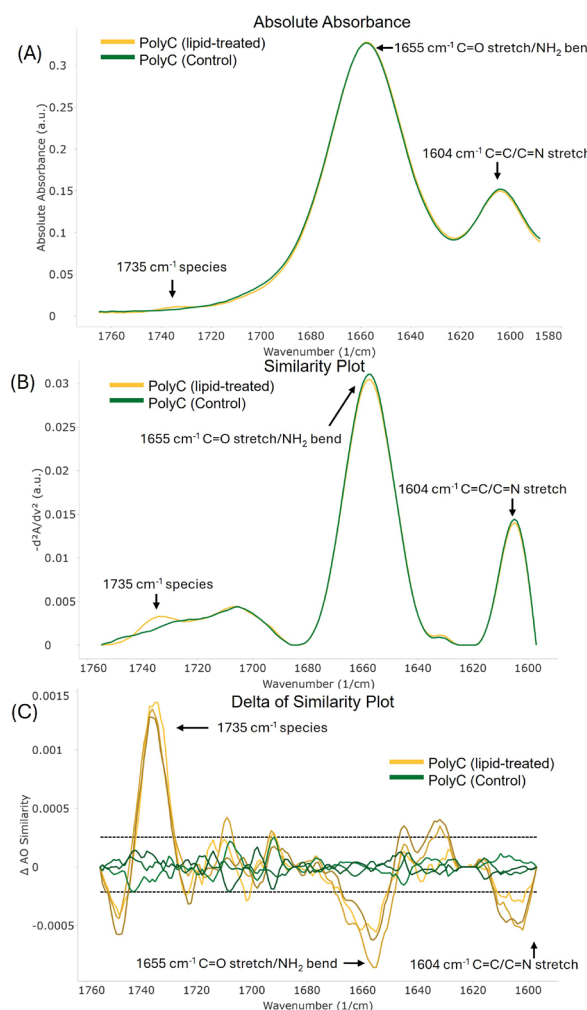 Absolute Absorbance
(A)
PolyC (lipid-treated)
PolyC (Control)
1655 cm⁻¹ C=O stretch/NH₂ bend
1604 cm⁻¹ C=C/C=N stretch
1735 cm⁻¹ species
Absolute Absorbance (a.u.)
0.3
0.2
0.15
0.1
0.05
0
1760 1740 1720 1700 1680 1660 1640 1620 1600 1580
Wavenumber (1/cm)
Similarity Plot
(B)
PolyC (lipid-treated)
PolyC (Control)
1655 cm⁻¹ C=O stretch/NH₂ bend
1604 cm⁻¹ C=C/C=N stretch
1735 cm⁻¹ species
-d²A/dv² (a.u.)
0.03
0.025
0.02
0.015
0.01
0.005
0
1760 1740 1720 1700 1680 1660 1640 1620 1600
Wavenumber (1/cm)
Delta of Similarity Plot
(C)
1735 cm⁻¹ species
PolyC (lipid-treated)
PolyC (Control)
Δ AO Similarity
0.0015
0.001
0.0005
0
-0.0005
1655 cm⁻¹ C=O stretch/NH₂ bend
1604 cm⁻¹ C=C/C=N stretch
1760 1740 1720 1700 1680 1660 1640 1620 1600
Wavenumber (1/cm)